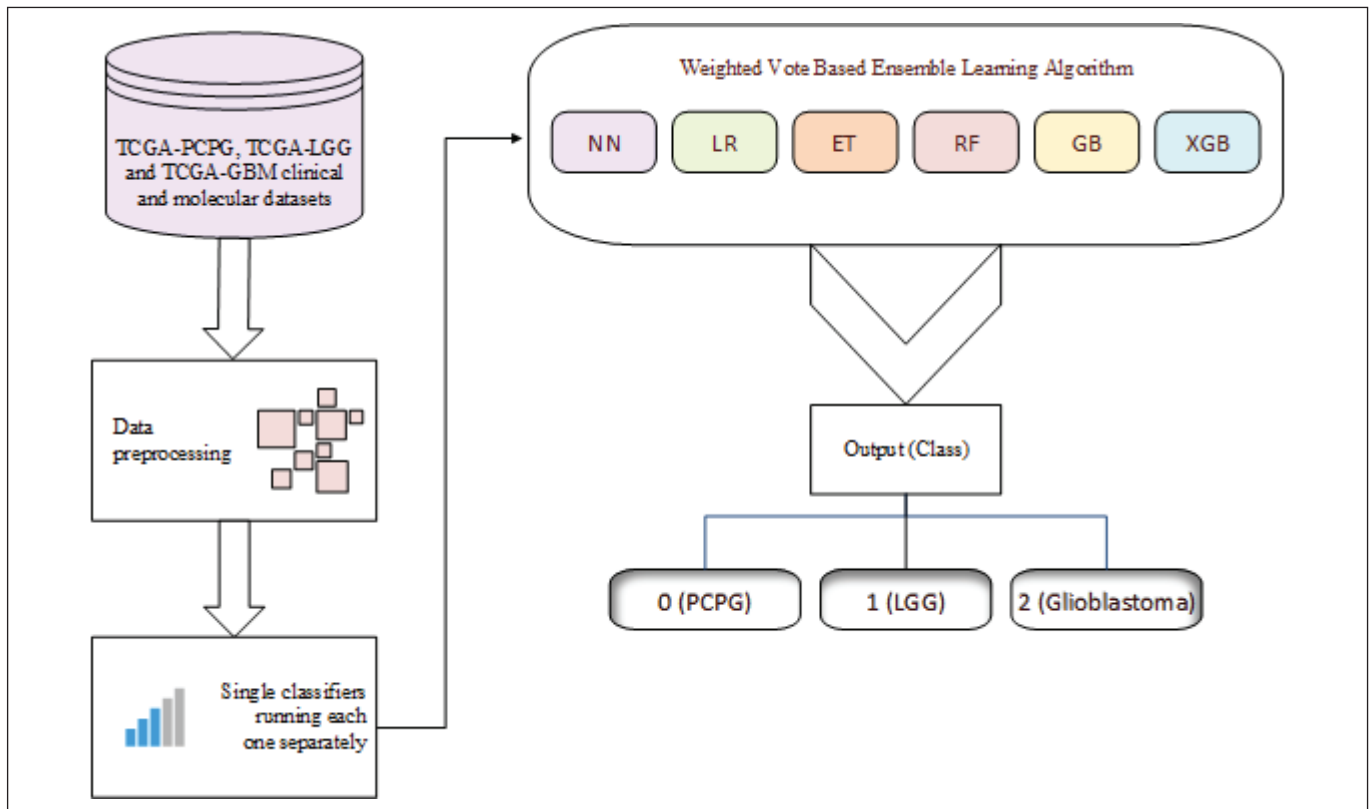 TCGA-PCPG, TCGA-LGG
and TCGA-GBM clinical
and molecular datasets
Data
preprocessing
Single classifiers
running each
one separately
Weighted Vote Based Ensemble Learning Algorithm
NN
LR
ET
RF
GB
XGB
Output (Class)
0 (PCPG)
1 (LGG)
2 (Glioblastoma)